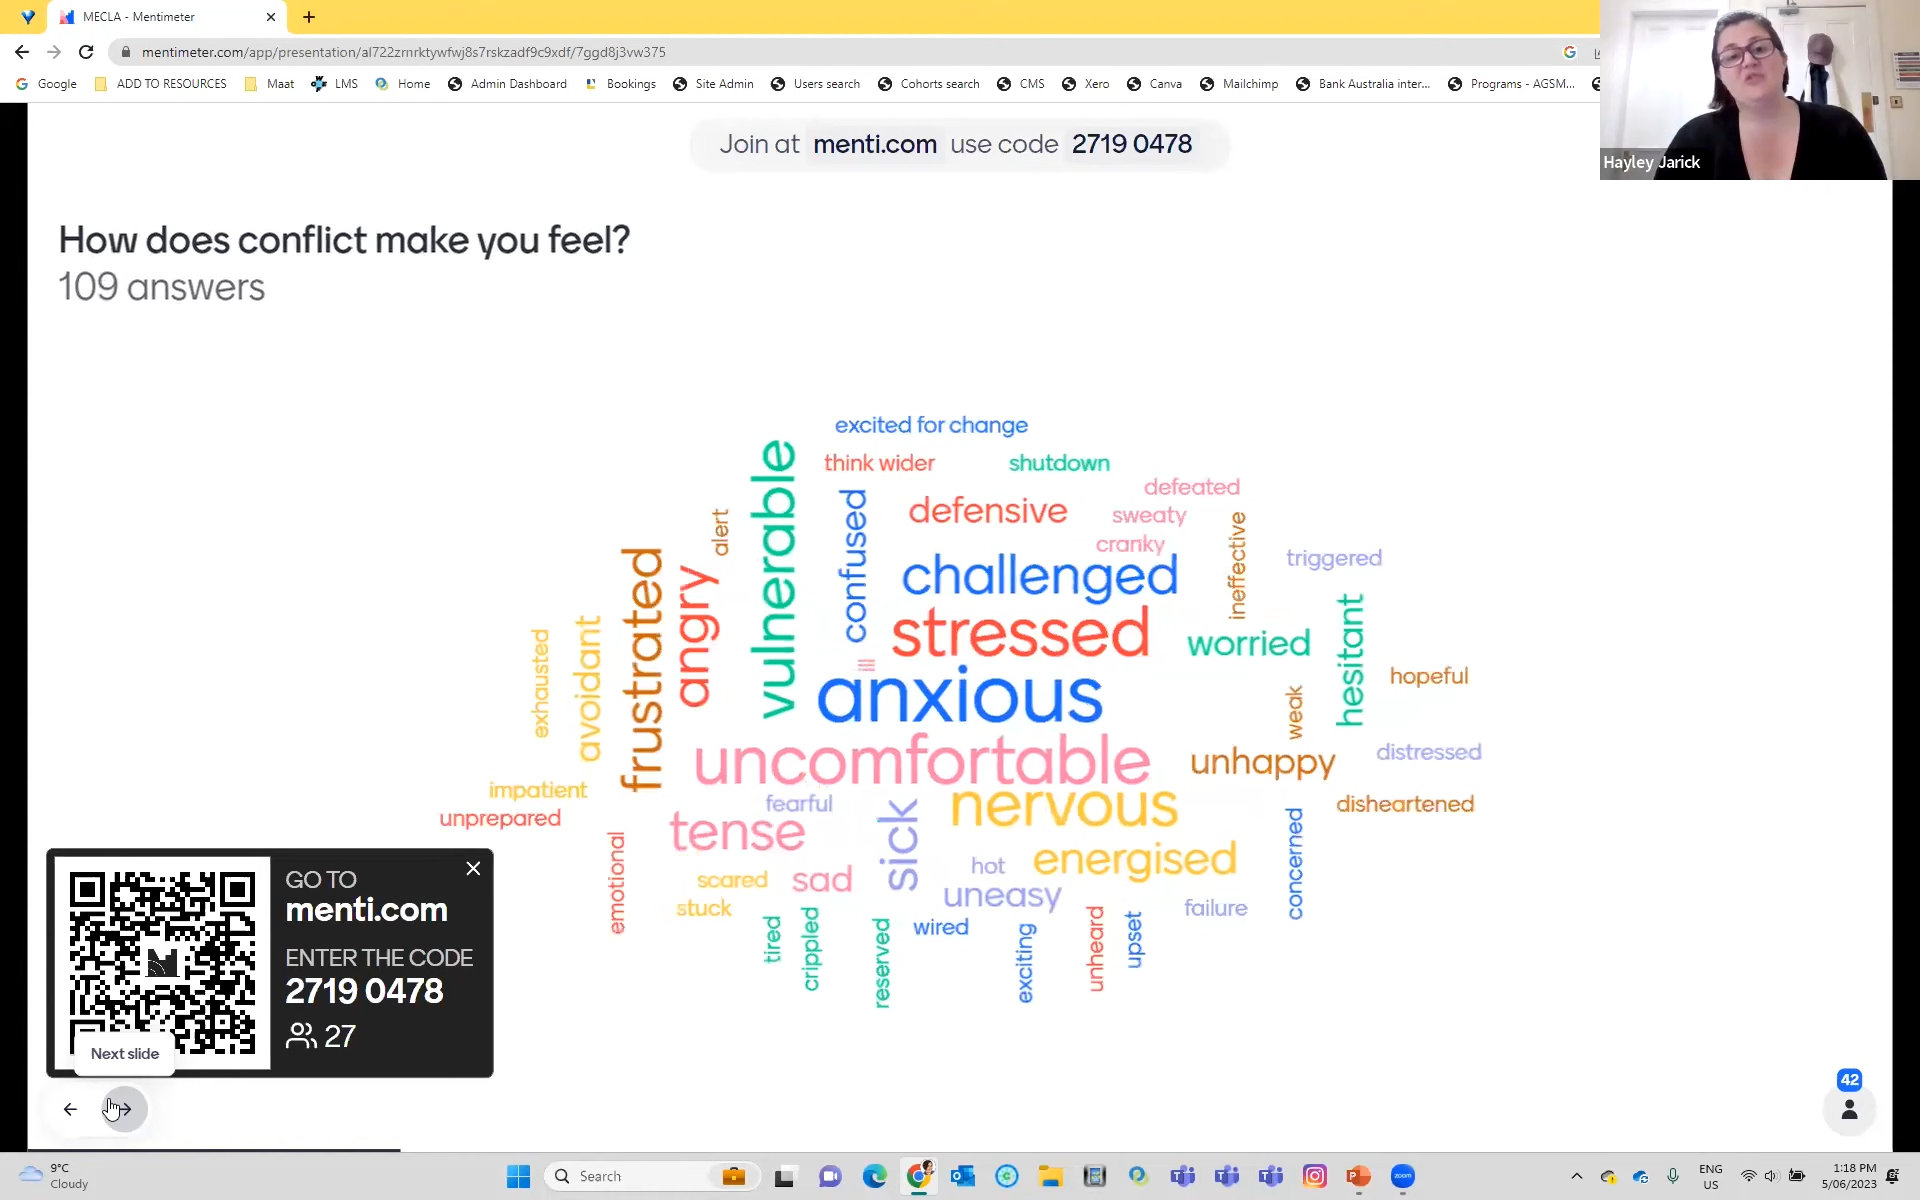 MECLA - Mentimeter
mentimeter.com/app/presentation/al722zrnrktywfwj8s7rskzadf9c9xdf/7ggd8j3vw375
Google ADD TO RESOURCES Maat LMS Home Admin Dashboard Bookings Site Admin Users search Cohorts search CMS Xero Canva Mailchimp Bank Australia inter... Programs - AGSM...
Hayley Jarick
Join at menti.com use code 2719 0478
How does conflict make you feel?
109 answers
excited for change
think wider
shutdown
vulnerable
confused
defensive
defeated
sweaty
cranky
alert
ineffective
triggered
frustrated
angry
challenged
stressed
worried
hesitant
exhausted
avoidant
anxious
weak
hopeful
uncomfortable
unhappy
distressed
impatient
fearful
nervous
disheartened
unprepared
tense
sick
emotional
scared
sad
hot
energised
concerned
stuck
uneasy
failure
tired
crippled
reserved
wired
exciting
unheard
upset
GO TO
menti.com
ENTER THE CODE
2719 0478
27
Next slide
42
9°C
Cloudy
Search
zoom
ENG
US
1:18 PM
5/06/2023